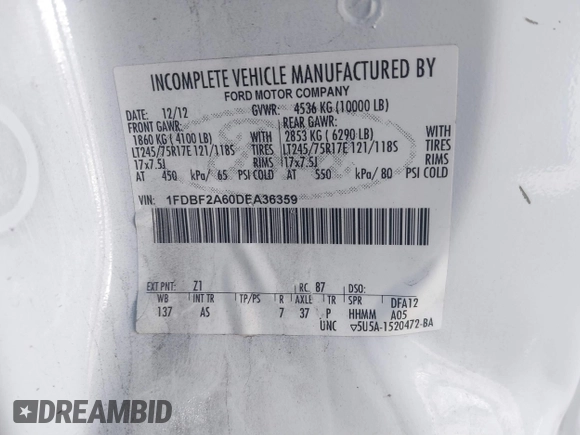 INCOMPLETE VEHICLE MANUFACTURED BY
FORD MOTOR COMPANY
DATE: 12/12 GVWR: 4536 KG (10000 LB)
FRONT GAWR: REAR GAWR:
1860 KG ( 4100 LB) WITH 2853 KG ( 6290 LB) WITH
LT245/75R17E 121/118S TIRES LT245/75R17E 121/118S TIRES
17x7.5J RIMS 17x7.5J RIMS
AT 450 kPa/ 65 PSI COLD AT 550 kPa/ 80 PSI COLD
VIN: 1FDBF2A60DEA36359
EXT PNT: Z1 RC: 87 DSO:
WB INT TR TP/PS R AXLE TR SPR DFA12
137 AS 7 37 P HHMM A05
UNC ▽5U5A-1520472-BA
DREAMBID